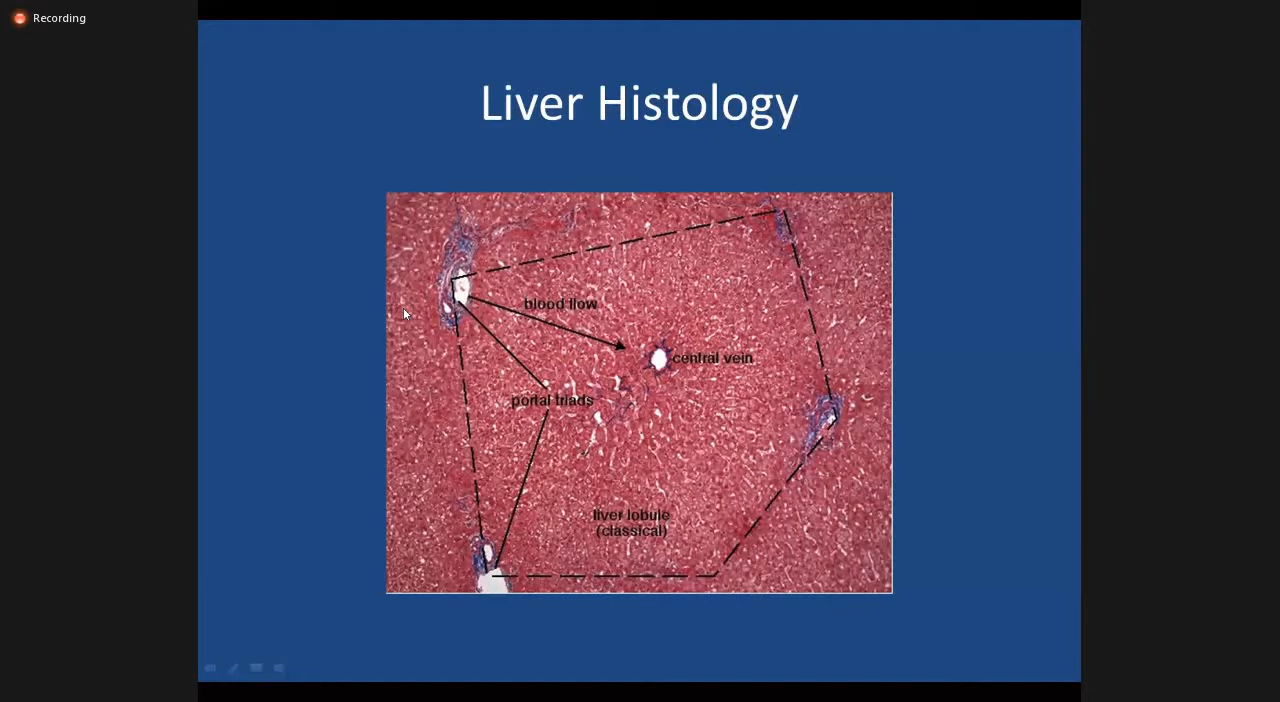 Recording
Liver Histology
blood flow
central vein
portal triads
liver lobule
(classical)